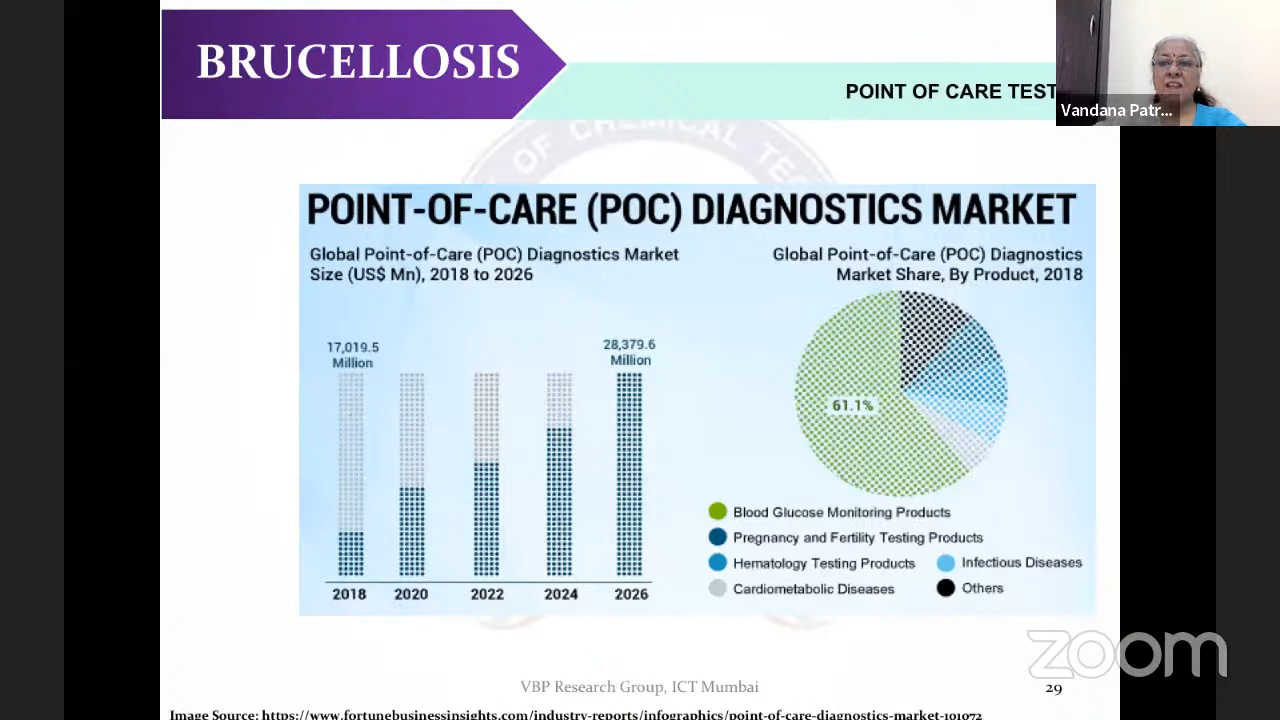 BRUCELLOSIS
POINT OF CARE TEST
Vandana Patr...
OF CHEMICAL TEC
POINT-OF-CARE (POC) DIAGNOSTICS MARKET
Global Point-of-Care (POC) Diagnostics Market
Size (US$ Mn), 2018 to 2026
Global Point-of-Care (POC) Diagnostics
Market Share, By Product, 2018
17,019.5
Million
28,379.6
Million
61.1%
2018 2020 2022 2024 2026
Blood Glucose Monitoring Products
Pregnancy and Fertility Testing Products
Hematology Testing Products
Infectious Diseases
Cardiometabolic Diseases
Others
zoom
VBP Research Group, ICT Mumbai
29
Image Source: https://www.fortunebusinessinsights.com/industry-reports/infographics/point-of-care-diagnostics-market-101072